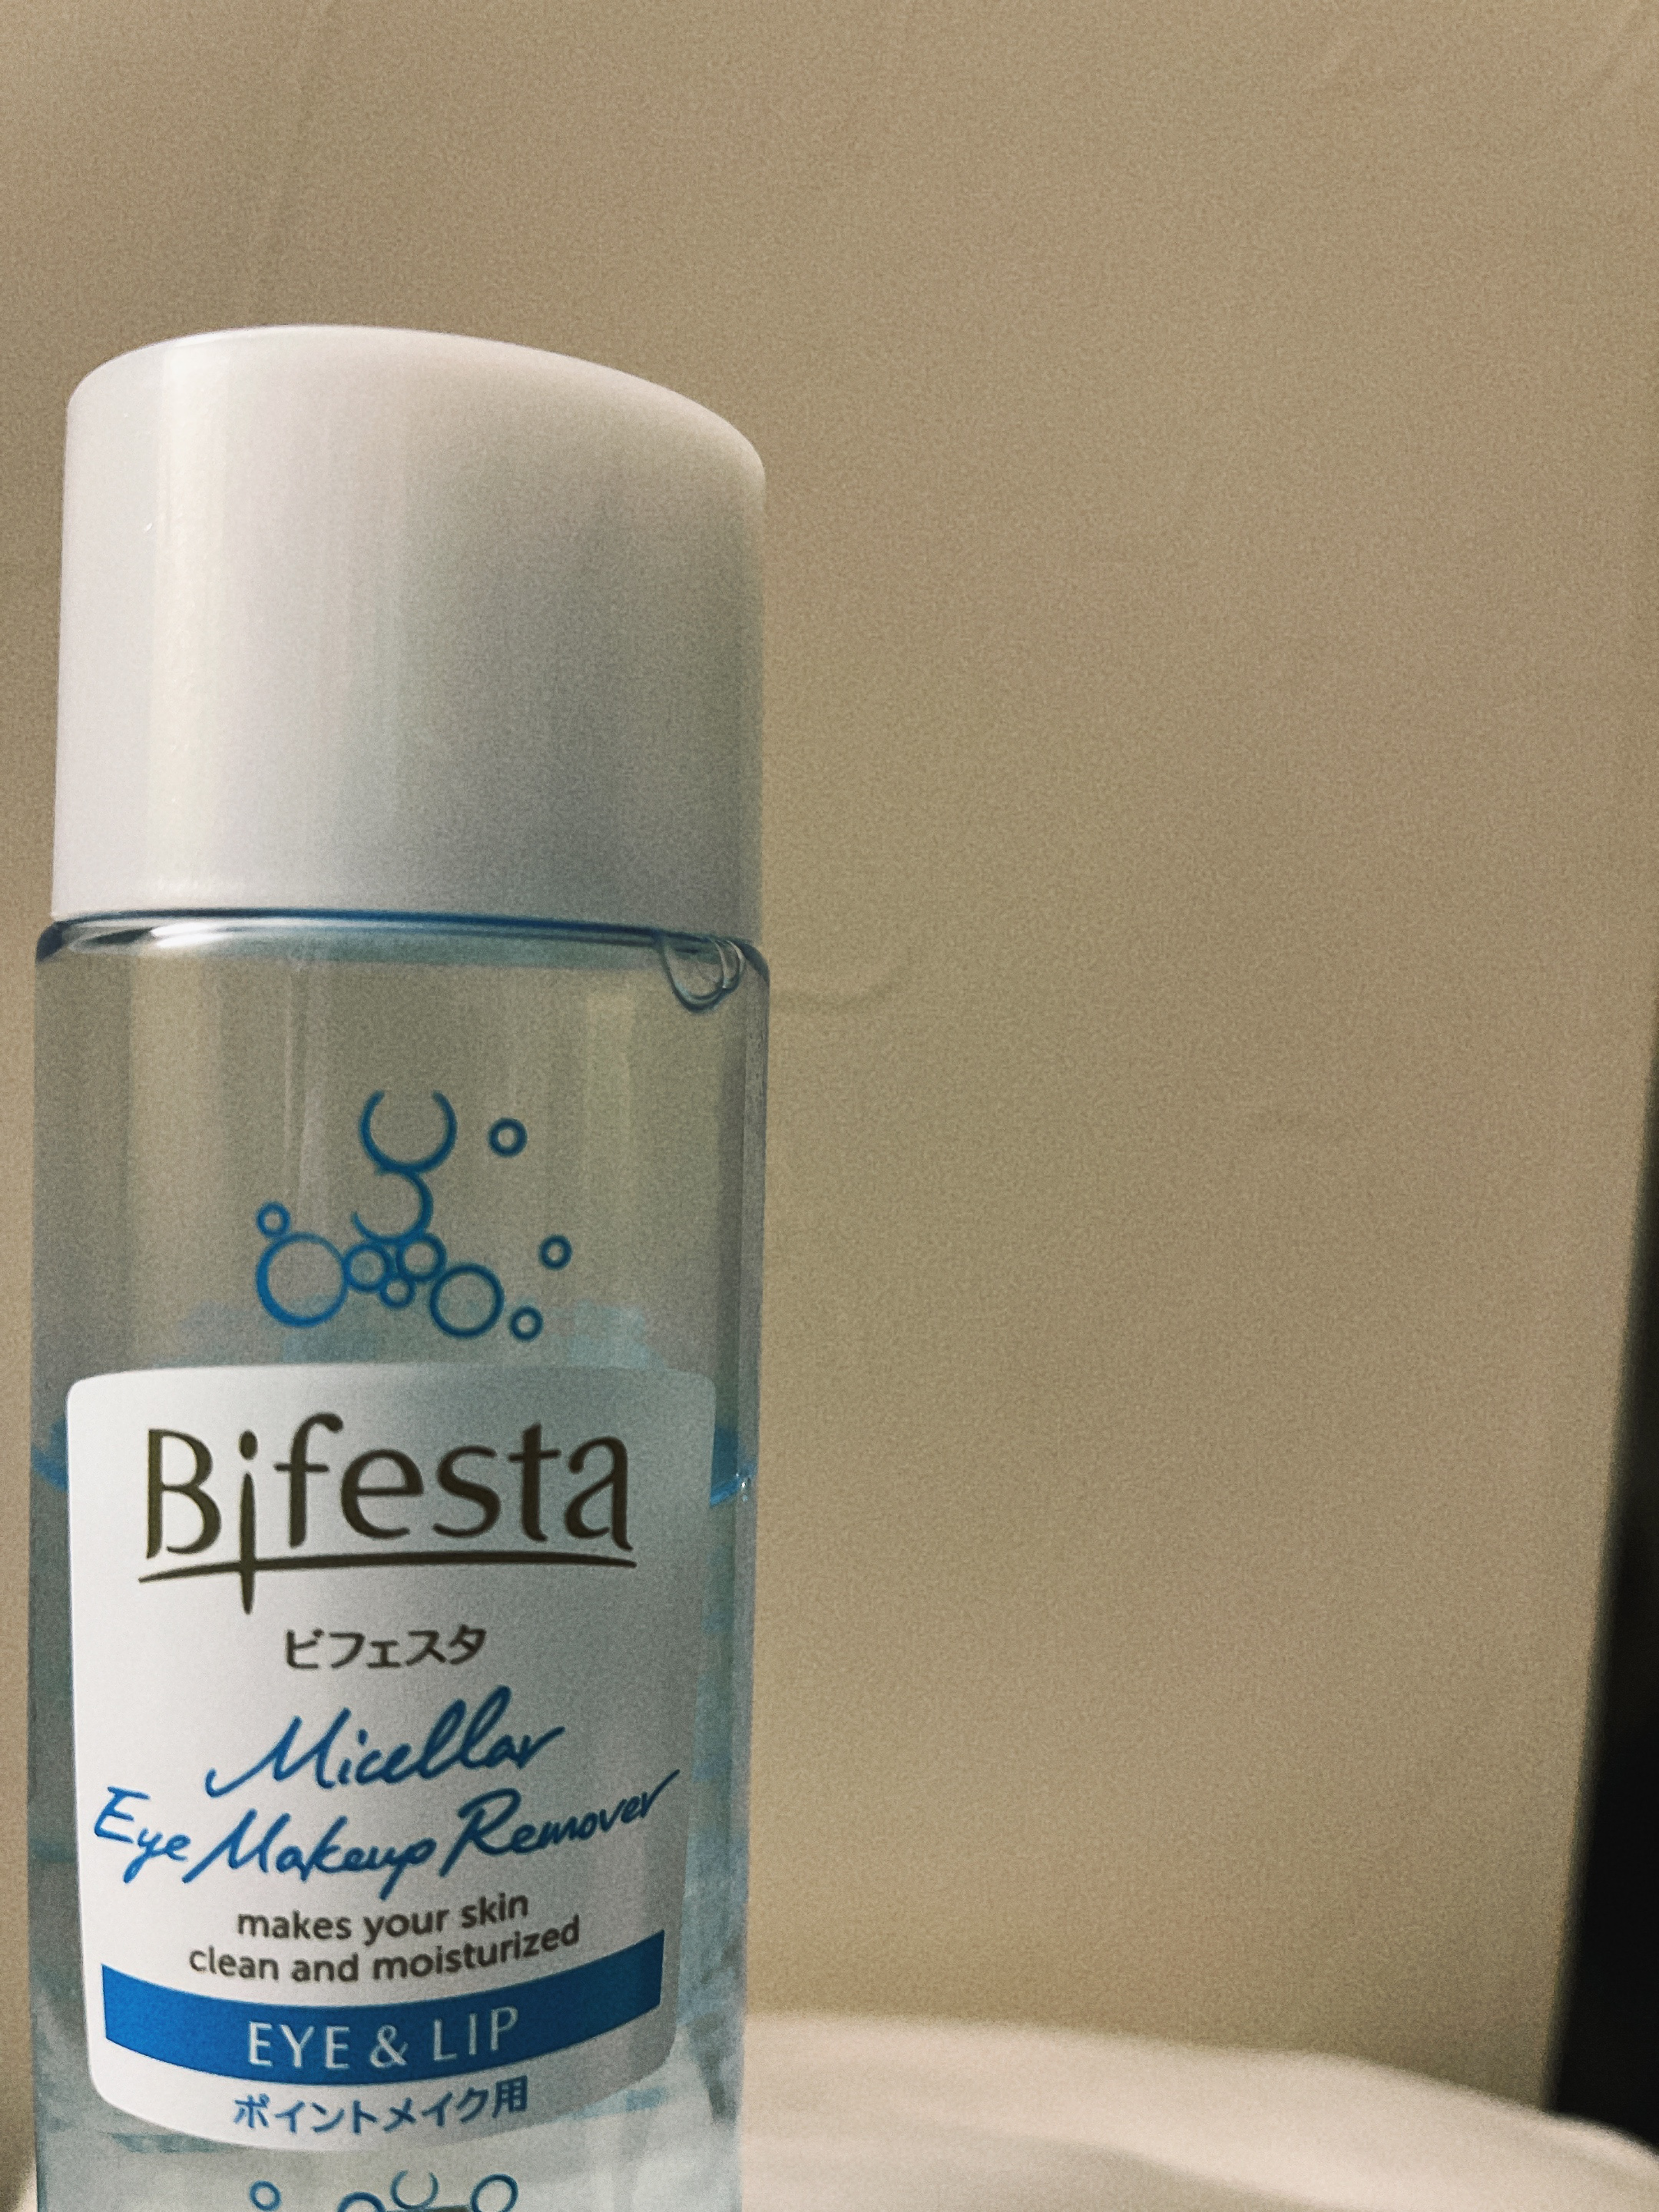 Bifesta
ビフェスタ
Micellar
Eye Makeup Remover
makes your skin
clean and moisturized
EYE & LIP
ポイントメイク用